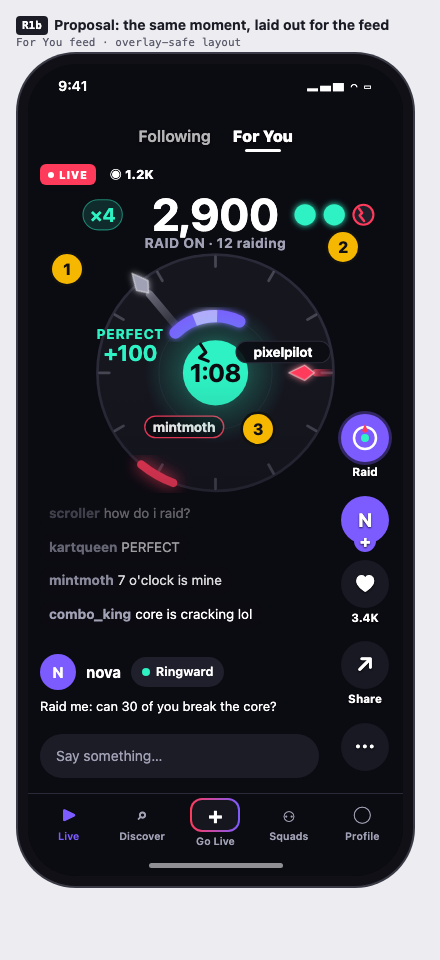 R1b Proposal: the same moment, laid out for the feed
For You feed · overlay-safe layout
9:41
Following For You
LIVE 1.2K
×4 2,900
RAID ON · 12 raiding
1
2
PERFECT
+100
pixelpilot
1:08
mintmoth
3
Raid
scroller how do i raid?
kartqueen PERFECT
mintmoth 7 o'clock is mine
combo_king core is cracking lol
N
3.4K
N nova Ringward
Share
Raid me: can 30 of you break the core?
Say something...
Live Discover Go Live Squads Profile